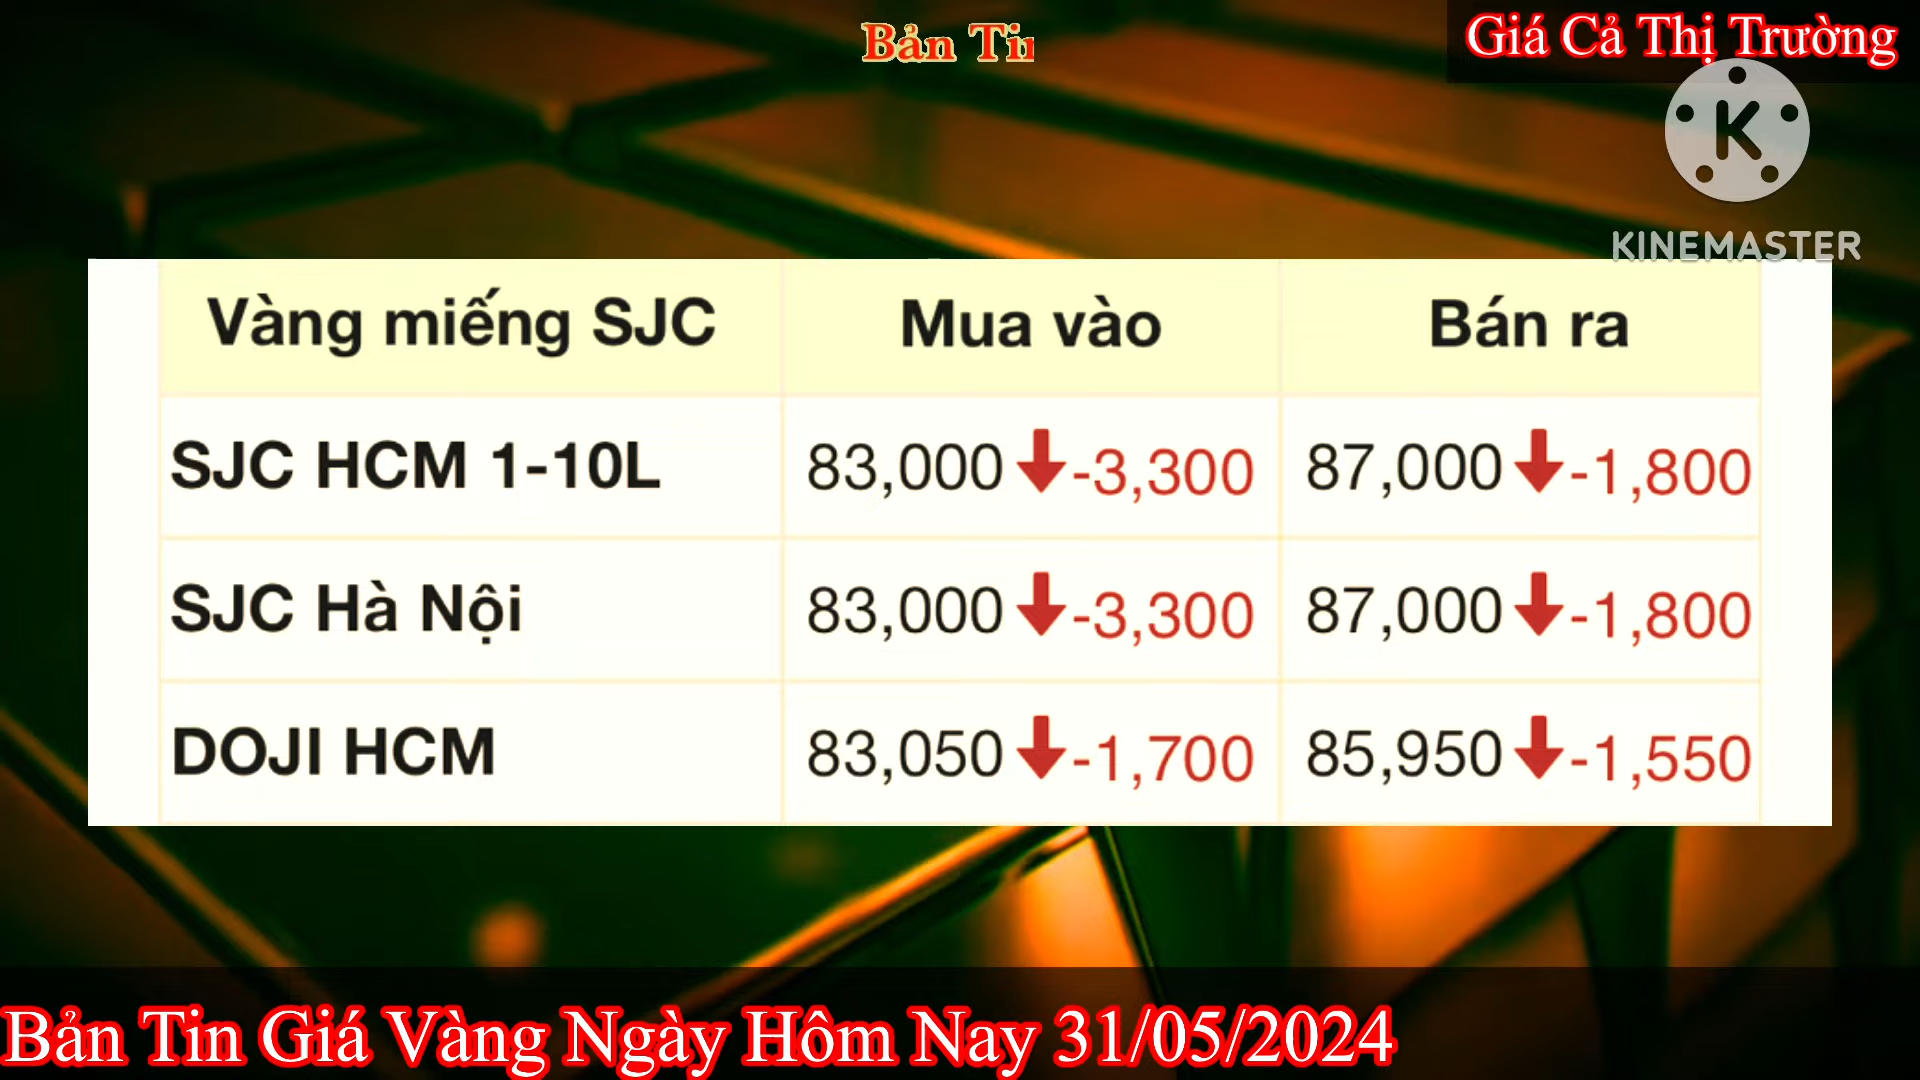 Bản Tin
Giá Cả Thị Trường
K
KINEMASTER
Vàng miếng SJC Mua vào Bán ra
SJC HCM 1-10L 83,000 -3,300 87,000 -1,800
SJC Hà Nội 83,000 -3,300 87,000 -1,800
DOJI HCM 83,050 -1,700 85,950 -1,550
Bản Tin Giá Vàng Ngày Hôm Nay 31/05/2024